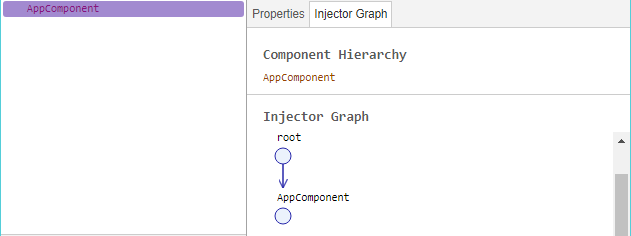 AppComponent
Properties
Injector Graph
Component Hierarchy
AppComponent
Injector Graph
root
AppComponent